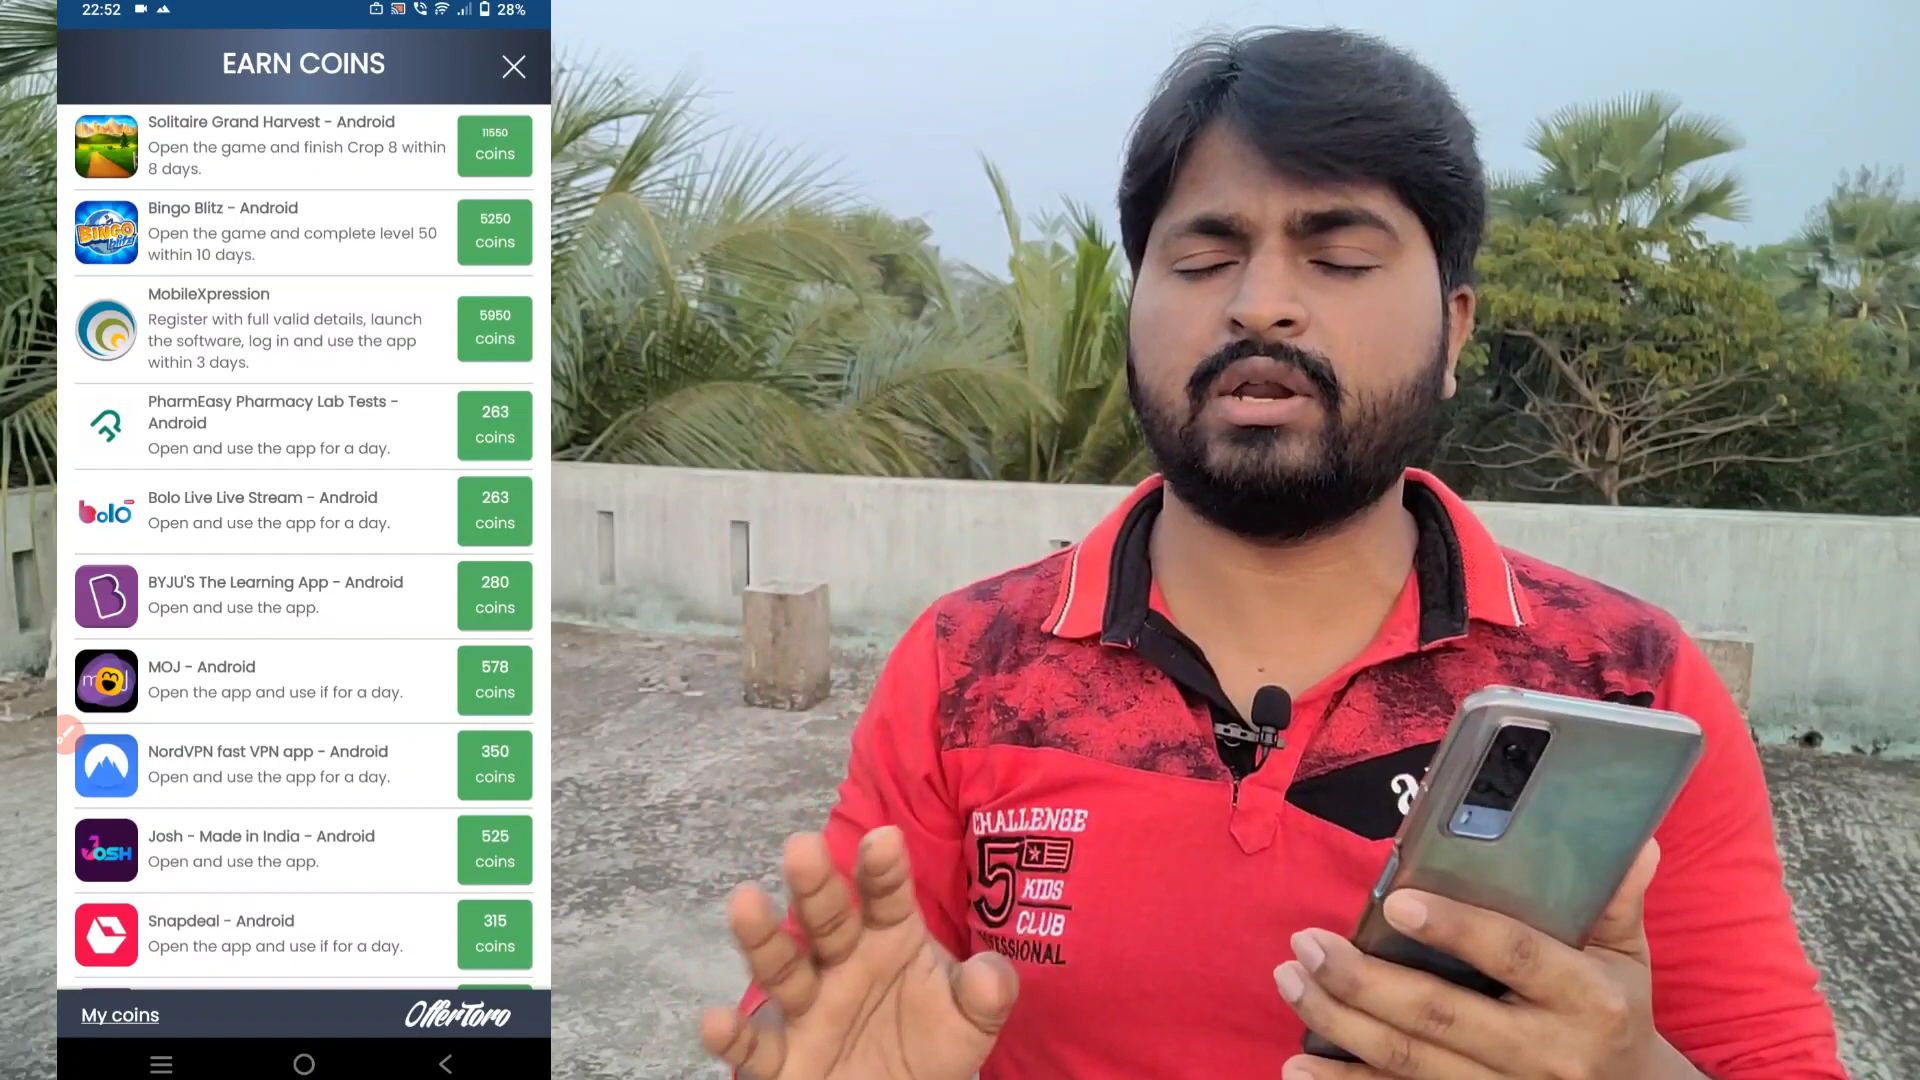 22:52
28%
EARN COINS
Solitaire Grand Harvest - Android
Open the game and finish Crop 8 within
8 days.
11550
coins
Bingo Blitz - Android
Open the game and complete level 50
within 10 days.
5250
coins
BINGO
Blitz
MobileXpression
Register with full valid details, launch
the software, log in and use the app
within 3 days.
5950
coins
PharmEasy Pharmacy Lab Tests -
Android
Open and use the app for a day.
263
coins
bolo
Bolo Live Live Stream - Android
Open and use the app for a day.
263
coins
BYJU'S The Learning App - Android
Open and use the app.
280
coins
moj
MOJ - Android
Open the app and use if for a day.
578
coins
NordVPN fast VPN app - Android
Open and use the app for a day.
350
coins
JOSH
Josh - Made in India - Android
Open and use the app.
525
coins
Snapdeal - Android
Open the app and use if for a day.
315
coins
My coins
OfferToro
CHALLENGE
5
KIDS
CLUB